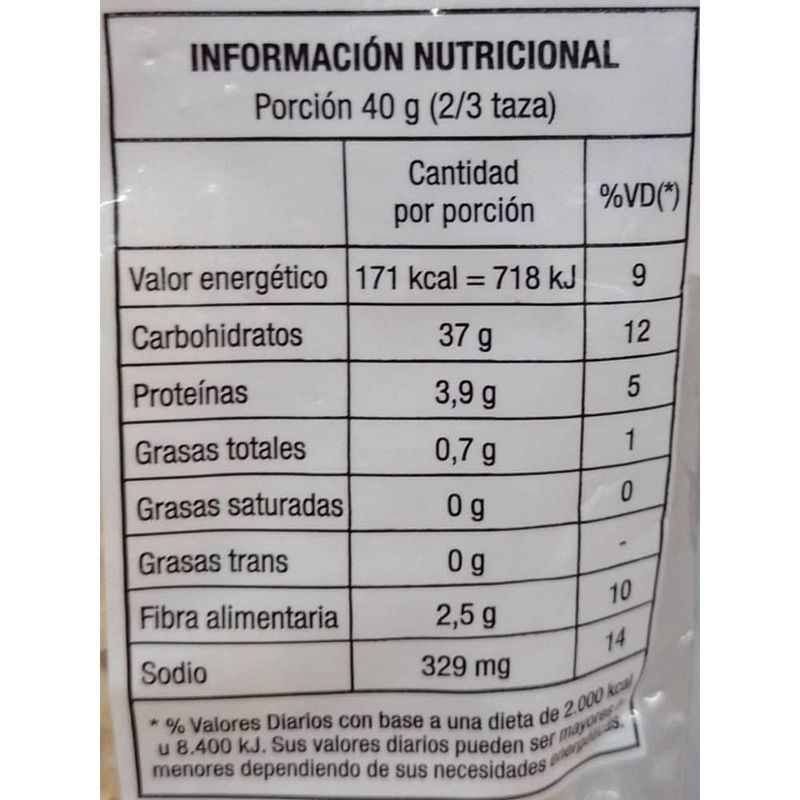 INFORMACIÓN NUTRICIONAL
Porción 40 g (2/3 taza)
Cantidad
por porción
%VD(*)
Valor energético 171 kcal = 718 kJ 9
Carbohidratos 37 g 12
Proteínas 3,9 g 5
Grasas totales 0,7 g 1
Grasas saturadas 0 g 0
Grasas trans 0 g -
Fibra alimentaria 2,5 g 10
Sodio 329 mg 14
* % Valores Diarios con base a una dieta de 2.000 kcal
u 8.400 kJ. Sus valores diarios pueden ser mayores
menores dependiendo de sus necesidades